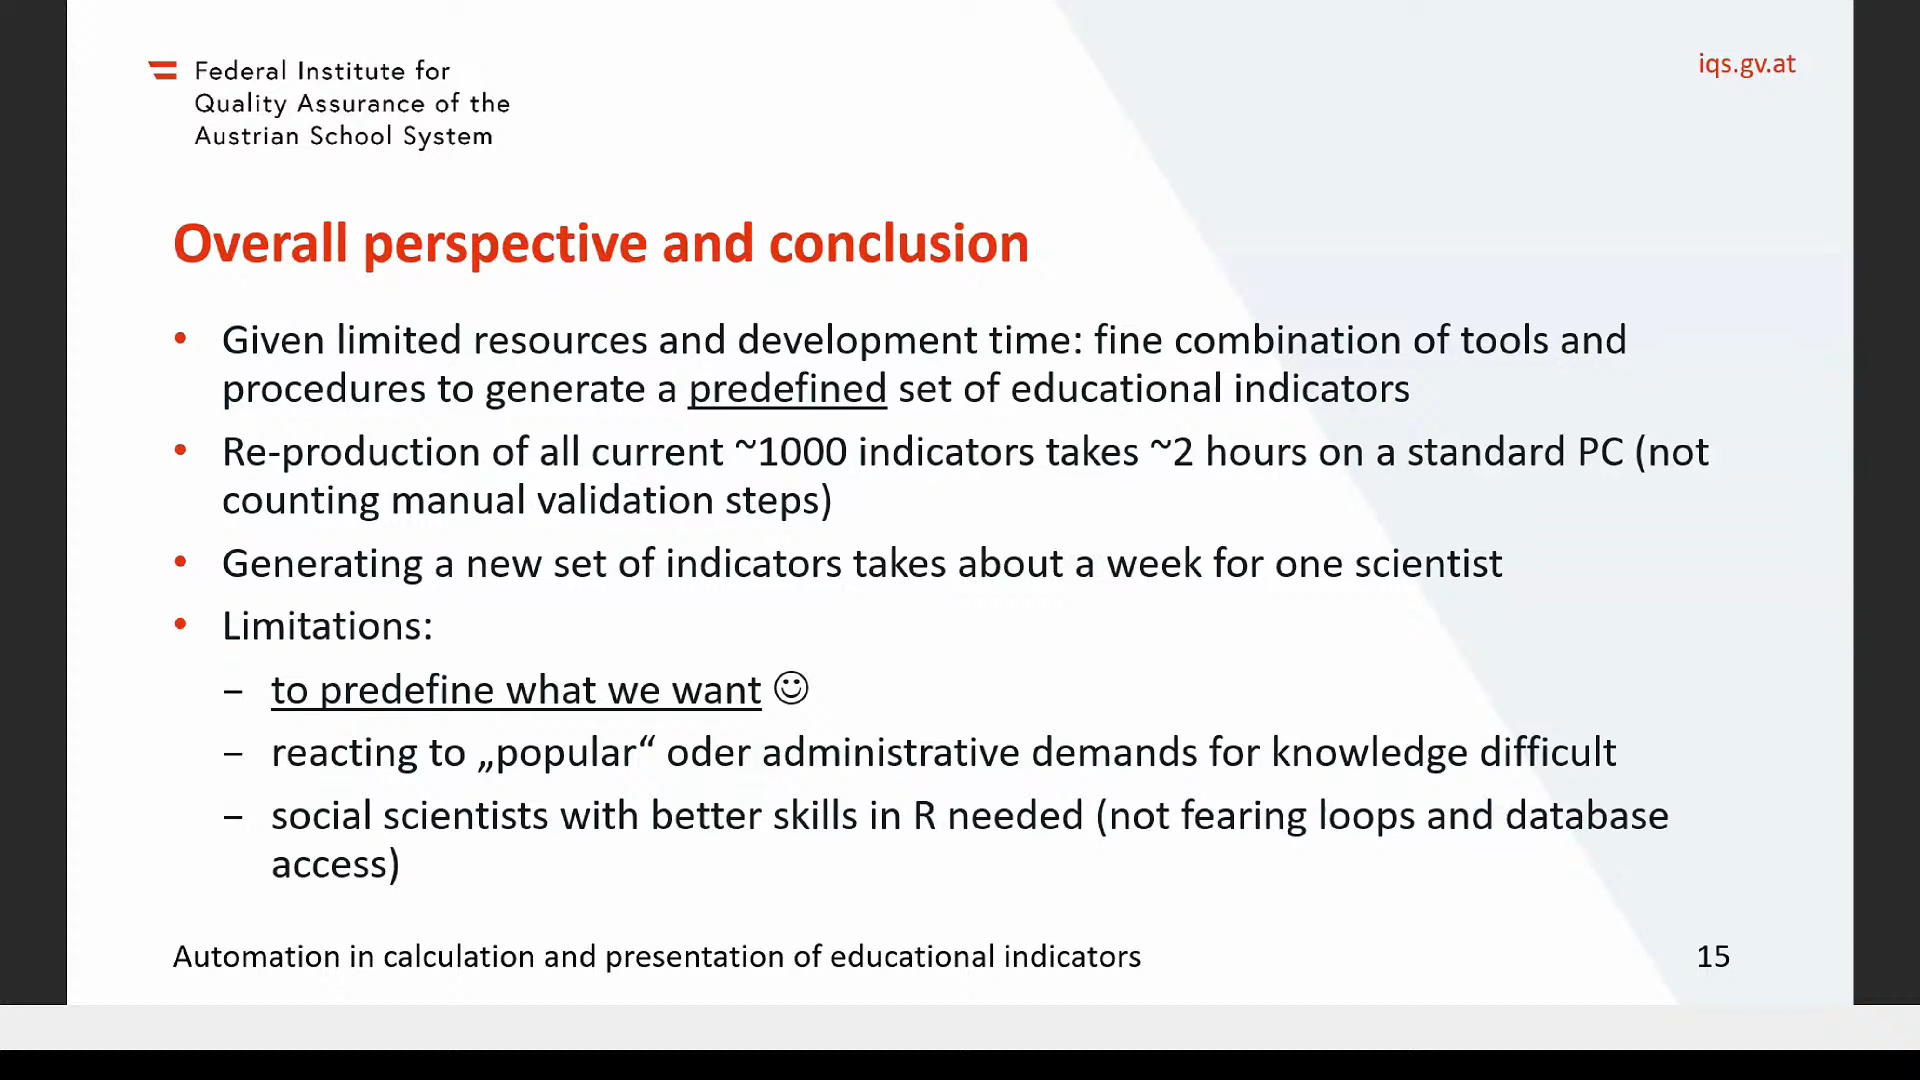 Federal Institute for
Quality Assurance of the
Austrian School System
iqs.gv.at
Overall perspective and conclusion
• Given limited resources and development time: fine combination of tools and
procedures to generate a predefined set of educational indicators
• Re-production of all current ~1000 indicators takes ~2 hours on a standard PC (not
counting manual validation steps)
• Generating a new set of indicators takes about a week for one scientist
• Limitations:
– to predefine what we want ☺
– reacting to „popular“ oder administrative demands for knowledge difficult
– social scientists with better skills in R needed (not fearing loops and database
access)
Automation in calculation and presentation of educational indicators
15